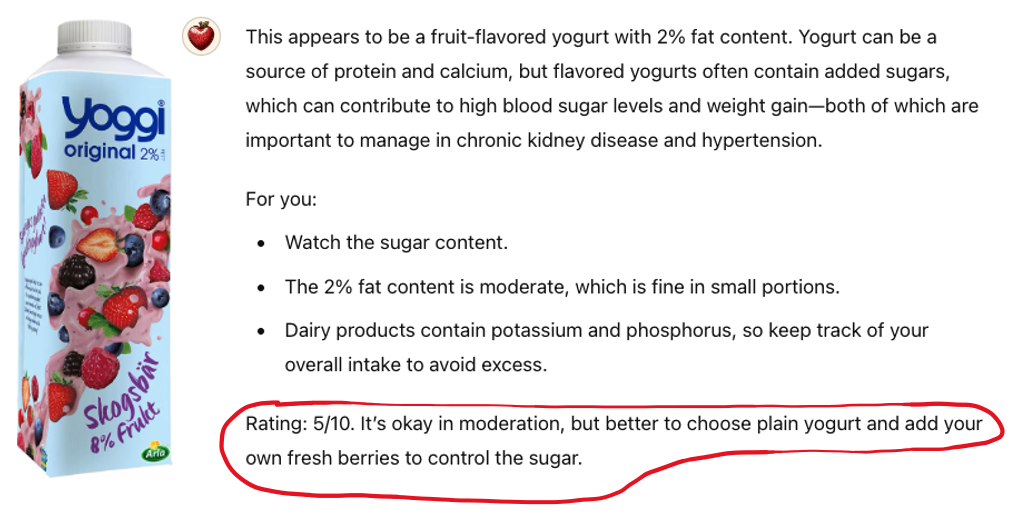 Yoggi®
original 2%
Skogsbär
8% frukt
Arla
This appears to be a fruit-flavored yogurt with 2% fat content. Yogurt can be a
source of protein and calcium, but flavored yogurts often contain added sugars,
which can contribute to high blood sugar levels and weight gain—both of which are
important to manage in chronic kidney disease and hypertension.
For you:
• Watch the sugar content.
• The 2% fat content is moderate, which is fine in small portions.
• Dairy products contain potassium and phosphorus, so keep track of your
overall intake to avoid excess.
Rating: 5/10. It’s okay in moderation, but better to choose plain yogurt and add your
own fresh berries to control the sugar.